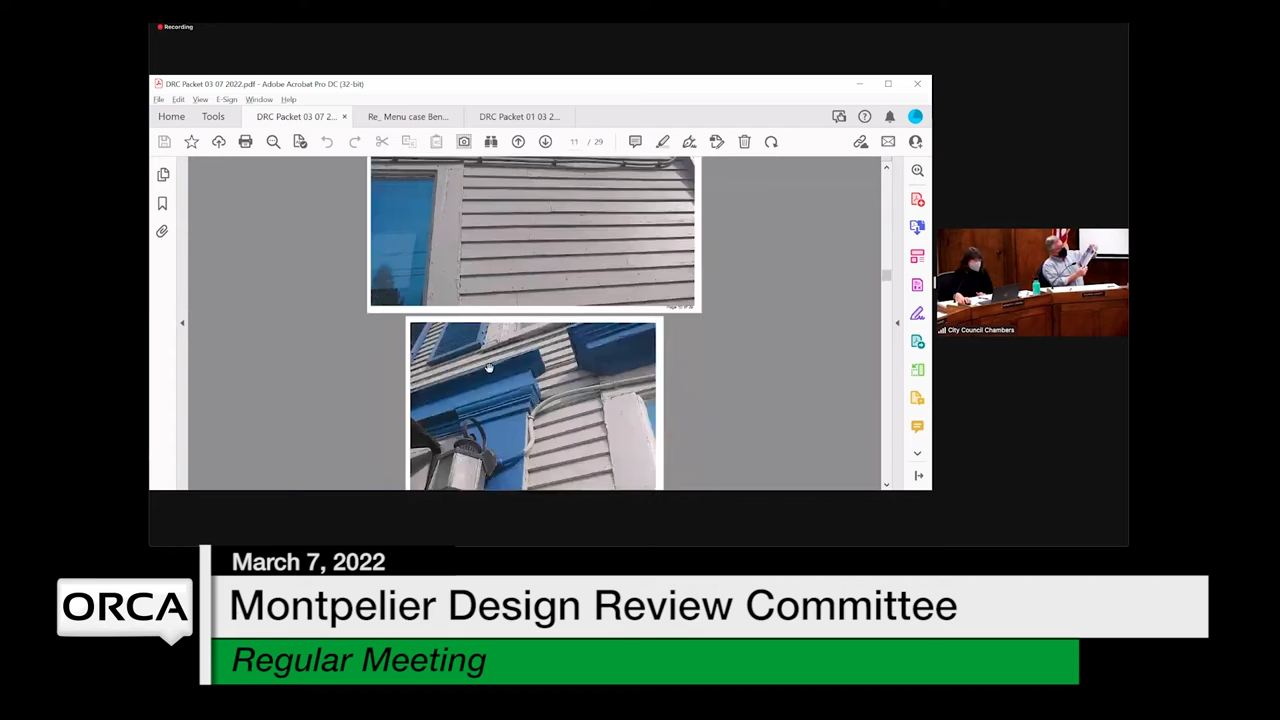 Recording
DRC Packet 03 07 2022.pdf - Adobe Acrobat Pro DC (32-bit)
File Edit View E-Sign Window Help
Home Tools DRC Packet 03 07 2... × Re_ Menu case Ben... DRC Packet 01 03 2...
11 / 29
City Council Chambers
March 7, 2022
ORCA
Montpelier Design Review Committee
Regular Meeting